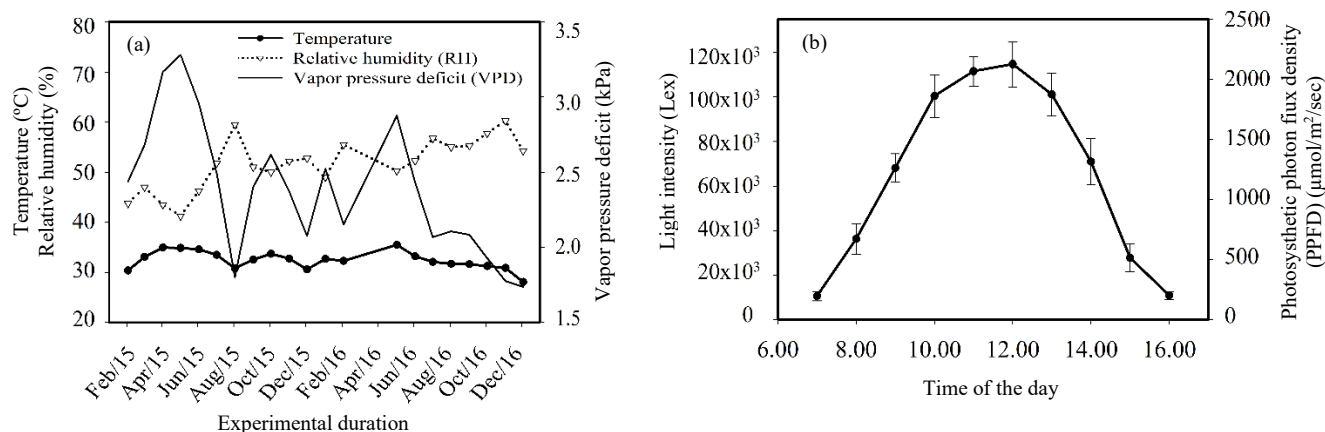 (a)
Temperature
Relative humidity (RH)
Vapor pressure deficit (VPD)
Temperature (ºC)
Relative humidity (%)
80
70
60
50
40
30
20
Vapor pressure deficit (kPa)
3.5
3.0
2.5
2.0
1.5
Feb/15
Apr/15
Jun/15
Aug/15
Oct/15
Dec/15
Feb/16
Apr/16
Jun/16
Aug/16
Oct/16
Dec/16
Experimental duration
(b)
Light intensity (Lex)
120x10³
100x10³
80x10³
60x10³
40x10³
20x10³
0
Photosysthetic photon fiux density
(PPFD) (µmol/m²/sec)
2500
2000
1500
1000
500
0
6.00
8.00
10.00
12.00
14.00
16.00
Time of the day